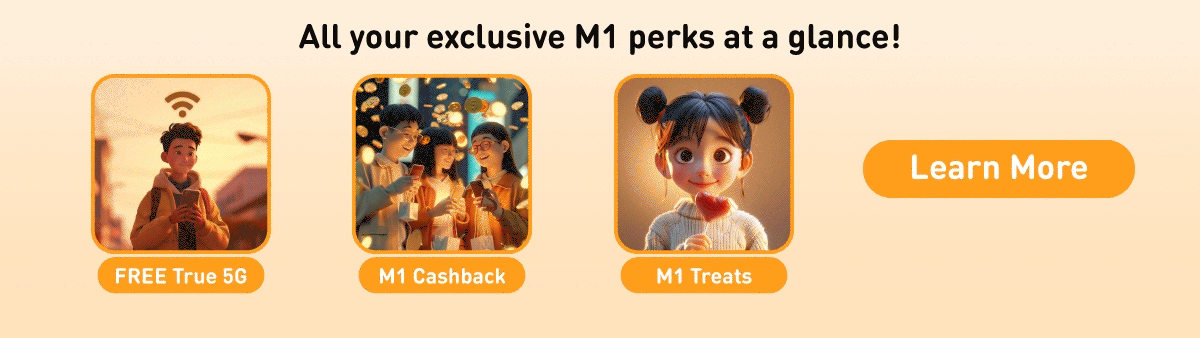 All your exclusive M1 perks at a glance!
FREE True 5G
M1 Cashback
M1 Treats
Learn More